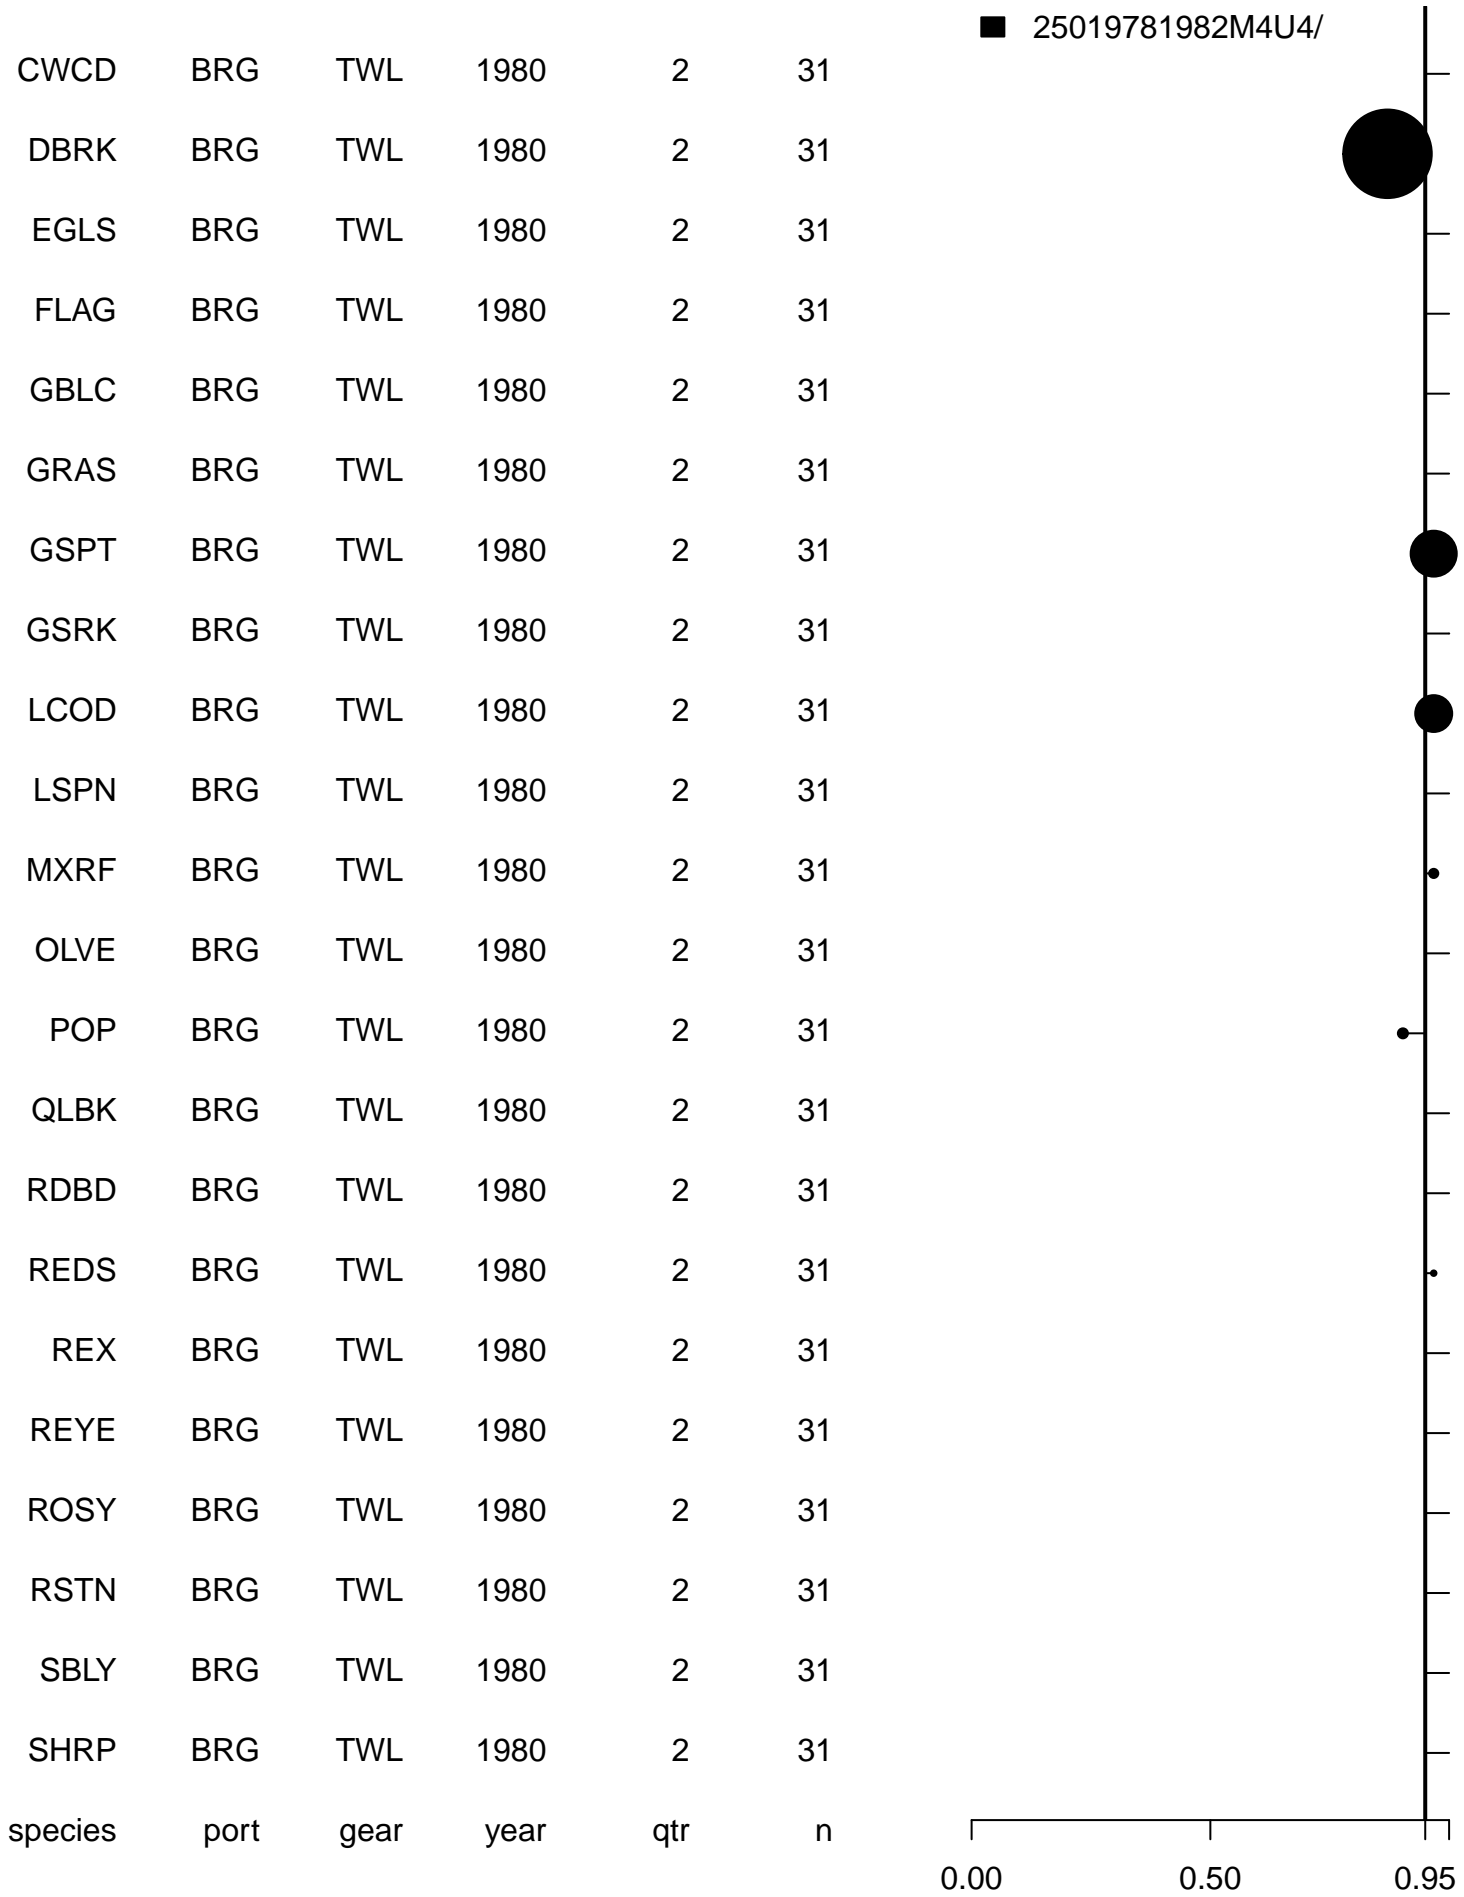 25019781982M4U4/
CWCD BRG TWL 1980 2 31
DBRK BRG TWL 1980 2 31
EGLS BRG TWL 1980 2 31
FLAG BRG TWL 1980 2 31
GBLC BRG TWL 1980 2 31
GRAS BRG TWL 1980 2 31
GSPT BRG TWL 1980 2 31
GSRK BRG TWL 1980 2 31
LCOD BRG TWL 1980 2 31
LSPN BRG TWL 1980 2 31
MXRF BRG TWL 1980 2 31
OLVE BRG TWL 1980 2 31
POP BRG TWL 1980 2 31
QLBK BRG TWL 1980 2 31
RDBD BRG TWL 1980 2 31
REDS BRG TWL 1980 2 31
REX BRG TWL 1980 2 31
REYE BRG TWL 1980 2 31
ROSY BRG TWL 1980 2 31
RSTN BRG TWL 1980 2 31
SBLY BRG TWL 1980 2 31
SHRP BRG TWL 1980 2 31
species port gear year qtr n
0.00 0.50 0.95